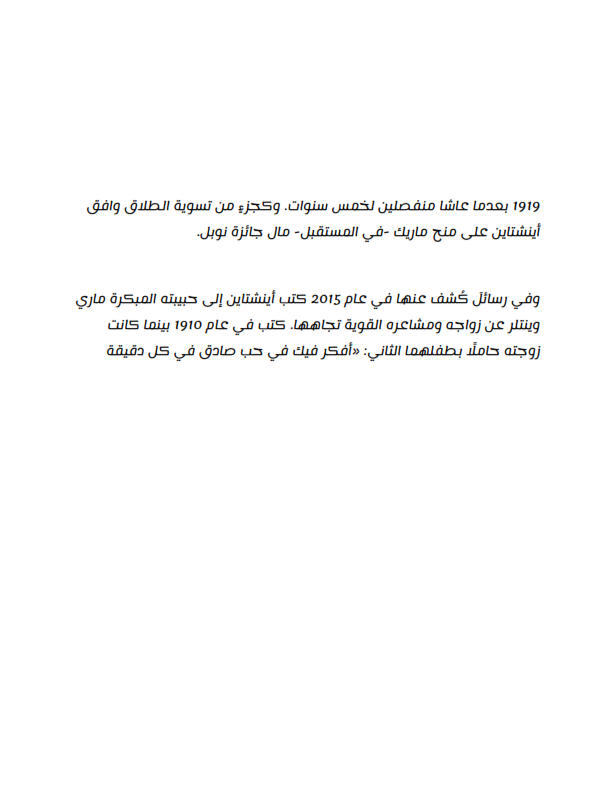 1919 بعدما عاشا منفصلين لخمس سنوات. وكجزءٍ من تسوية الطلاق وافق
أينشتاين على منح ماريك -في المستقبل- مال جائزة نوبل.
وفي رسائلَ كُشف عنها في عام 2015 كتب أينشتاين إلى حبيبته المبكرة ماري
وينتلر عن زواجه ومشاعره القوية تجاهها. كتب في عام 1910 بينما كانت
زوجته حاملًا بطفلهما الثاني: «أفكر فيك في حب صادق في كل دقيقة